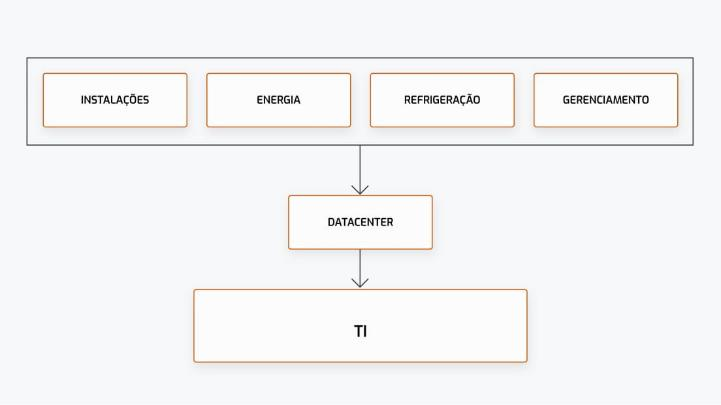 INSTALAÇÕES
ENERGIA
REFRIGERAÇÃO
GERENCIAMENTO
DATACENTER
TI